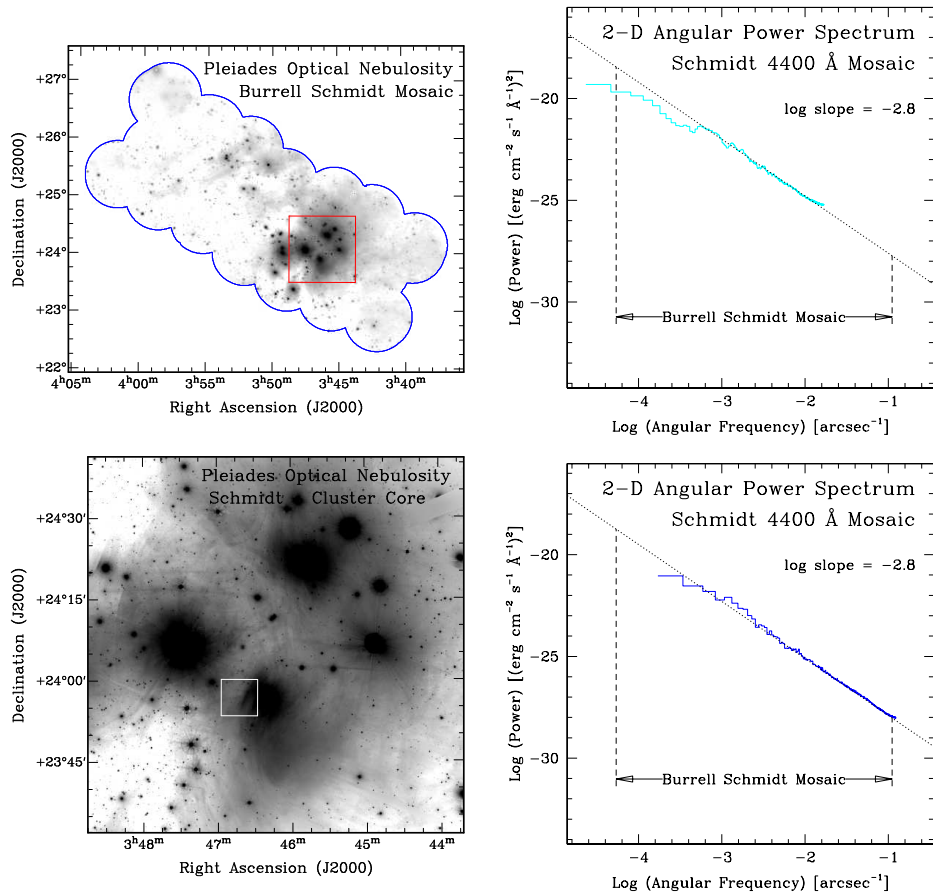 Pleiades Optical Nebulosity
Burrell Schmidt Mosaic
+27°
+26°
+25°
+24°
+23°
+22°
Declination (J2000)
4ʰ05ᵐ 4ʰ00ᵐ 3ʰ55ᵐ 3ʰ50ᵐ 3ʰ45ᵐ 3ʰ40ᵐ
Right Ascension (J2000)
2-D Angular Power Spectrum
Schmidt 4400 Å Mosaic
log slope = −2.8
−20
−25
−30
Log (Power) [(erg cm⁻² s⁻¹ Å⁻¹)²]
Burrell Schmidt Mosaic
−4 −3 −2 −1
Log (Angular Frequency) [arcsec⁻¹]
Pleiades Optical Nebulosity
Schmidt - Cluster Core
+24°30'
+24°15'
+24°00'
+23°45'
Declination (J2000)
3ʰ48ᵐ 47ᵐ 46ᵐ 45ᵐ 44ᵐ
Right Ascension (J2000)
2-D Angular Power Spectrum
Schmidt 4400 Å Mosaic
log slope = −2.8
−20
−25
−30
Log (Power) [(erg cm⁻² s⁻¹ Å⁻¹)²]
Burrell Schmidt Mosaic
−4 −3 −2 −1
Log (Angular Frequency) [arcsec⁻¹]